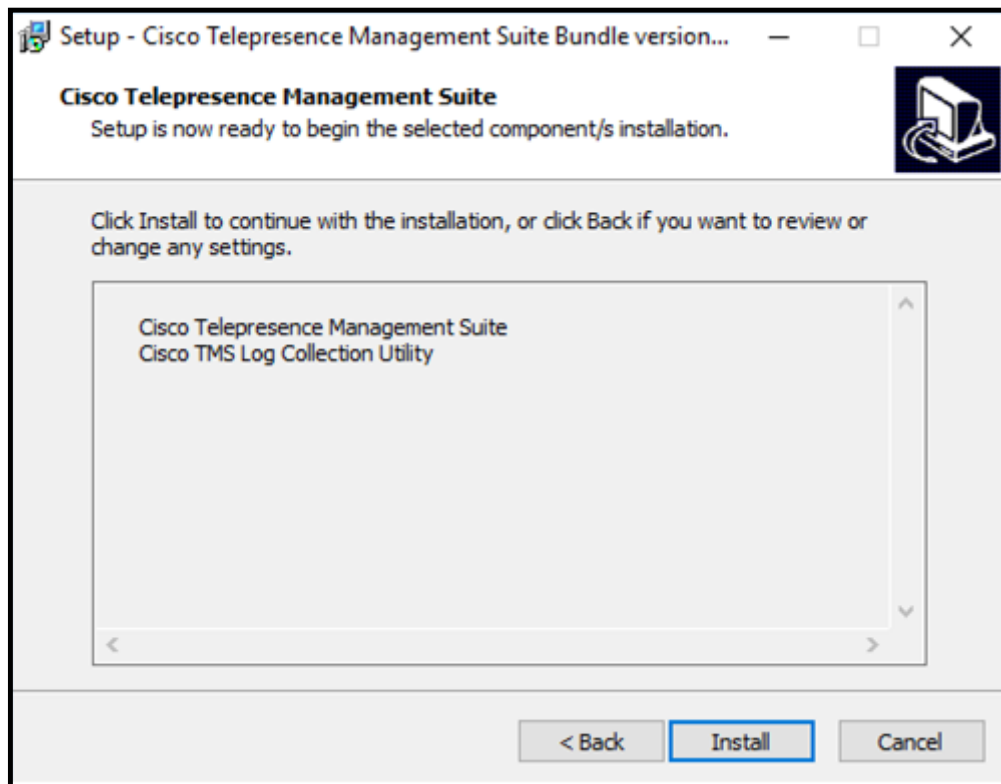 Setup - Cisco Telepresence Management Suite Bundle version...
Cisco Telepresence Management Suite
Setup is now ready to begin the selected component/s installation.
Click Install to continue with the installation, or click Back if you want to review or
change any settings.
Cisco Telepresence Management Suite
Cisco TMS Log Collection Utility
< Back
Install
Cancel